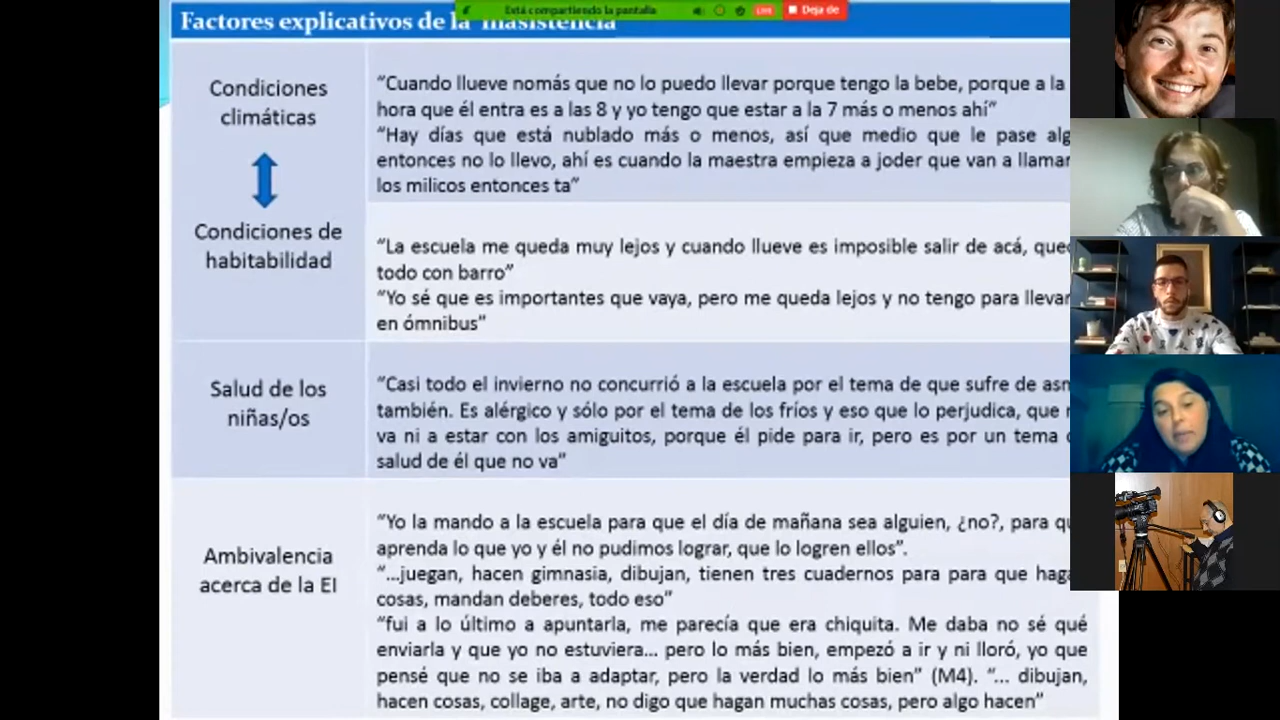 Factores explicativos de la inasistencia
Está compartiendo la pantalla
LIVE
Deja de
Condiciones
climáticas
Condiciones de
habitabilidad
“Cuando llueve nomás que no lo puedo llevar porque tengo la bebe, porque a la
hora que él entra es a las 8 y yo tengo que estar a la 7 más o menos ahí”
“Hay días que está nublado más o menos, así que medio que le pase alg
entonces no lo llevo, ahí es cuando la maestra empieza a joder que van a llamar
los milicos entonces ta”
“La escuela me queda muy lejos y cuando llueve es imposible salir de acá, que
todo con barro”
“Yo sé que es importantes que vaya, pero me queda lejos y no tengo para llevar
en ómnibus”
Salud de los
niñas/os
“Casi todo el invierno no concurrió a la escuela por el tema de que sufre de asm
también. Es alérgico y sólo por el tema de los fríos y eso que lo perjudica, que
va ni a estar con los amiguitos, porque él pide para ir, pero es por un tema
salud de él que no va”
Ambivalencia
acerca de la EI
“Yo la mando a la escuela para que el día de mañana sea alguien, ¿no?, para qu
aprenda lo que yo y él no pudimos lograr, que lo logren ellos”.
“…juegan, hacen gimnasia, dibujan, tienen tres cuadernos para para que haga
cosas, mandan deberes, todo eso”
“fui a lo último a apuntarla, me parecía que era chiquita. Me daba no sé qué
enviarla y que yo no estuviera… pero lo más bien, empezó a ir y ni lloró, yo que
pensé que no se iba a adaptar, pero la verdad lo más bien” (M4). “… dibujan,
hacen cosas, collage, arte, no digo que hagan muchas cosas, pero algo hacen”